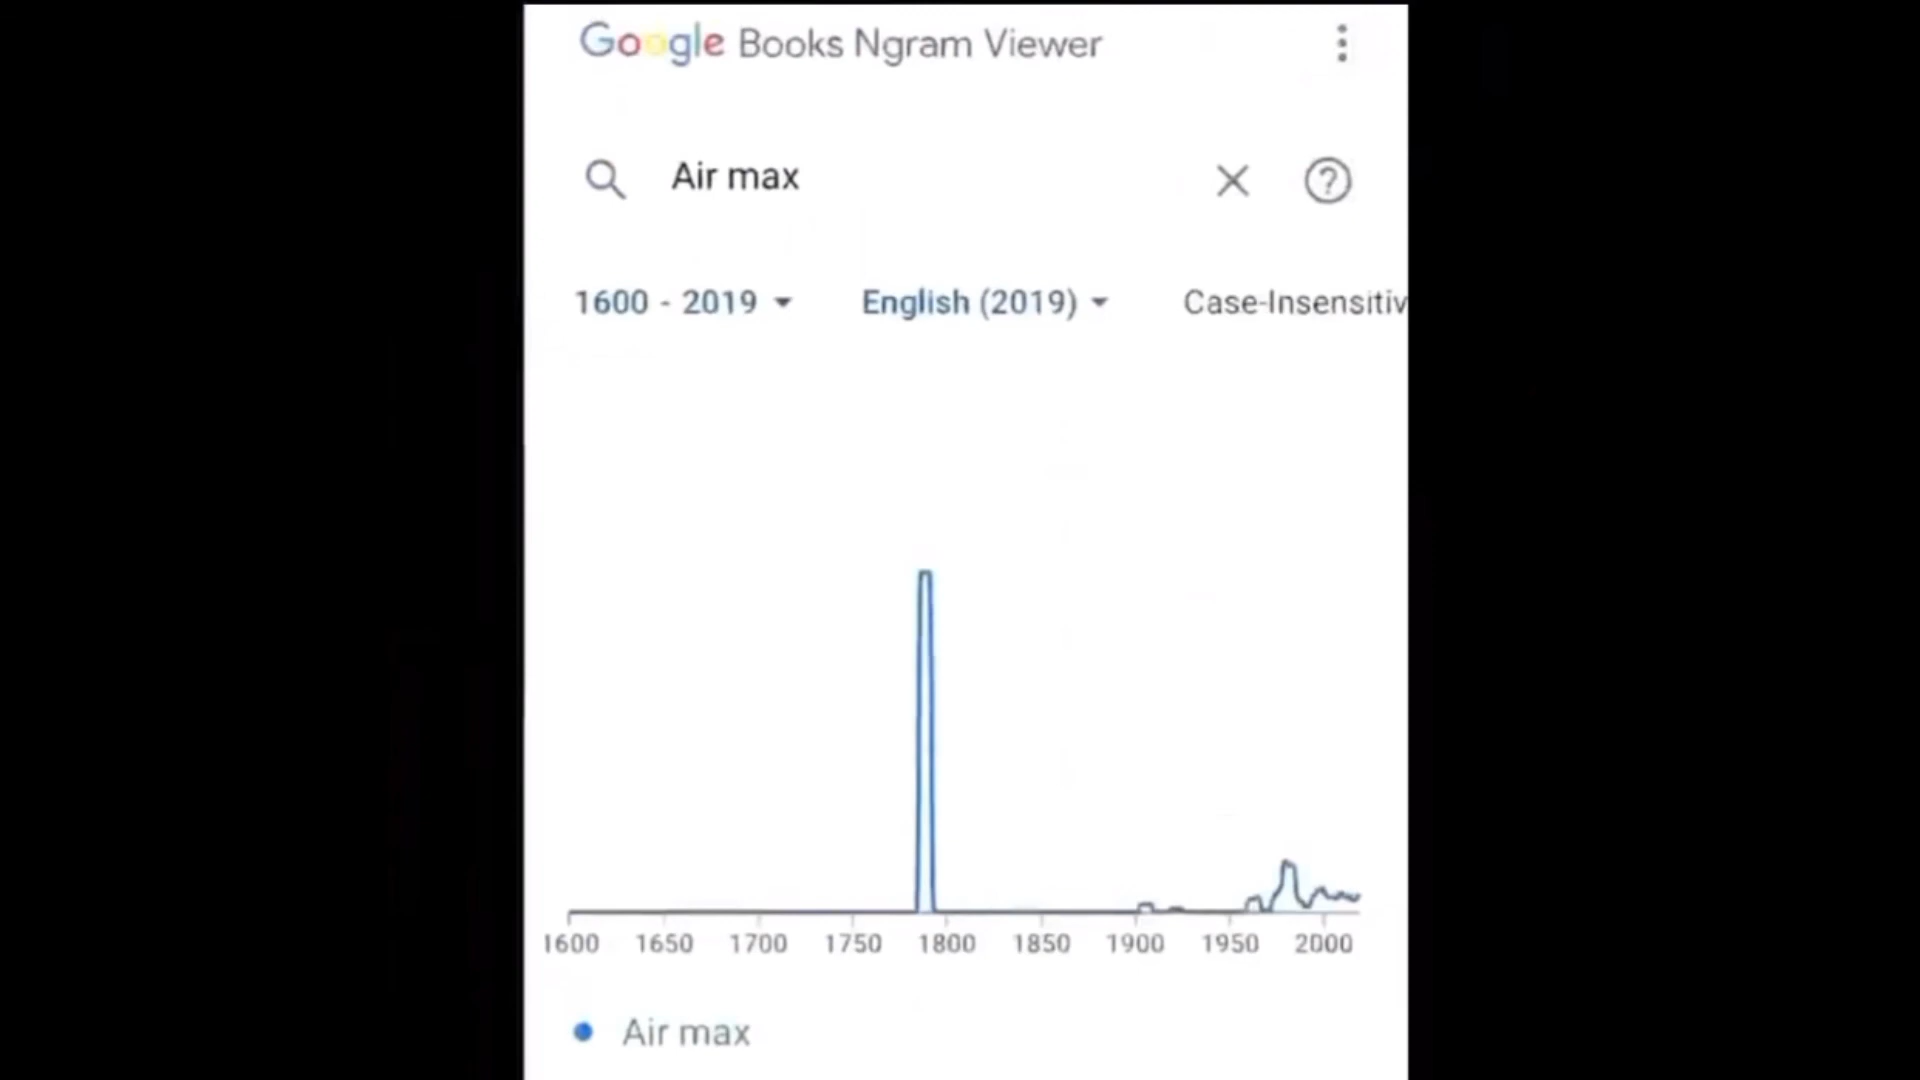 Google Books Ngram Viewer
Air max
1600 - 2019 English (2019) Case-Insensitiv
1600 1650 1700 1750 1800 1850 1900 1950 2000
Air max